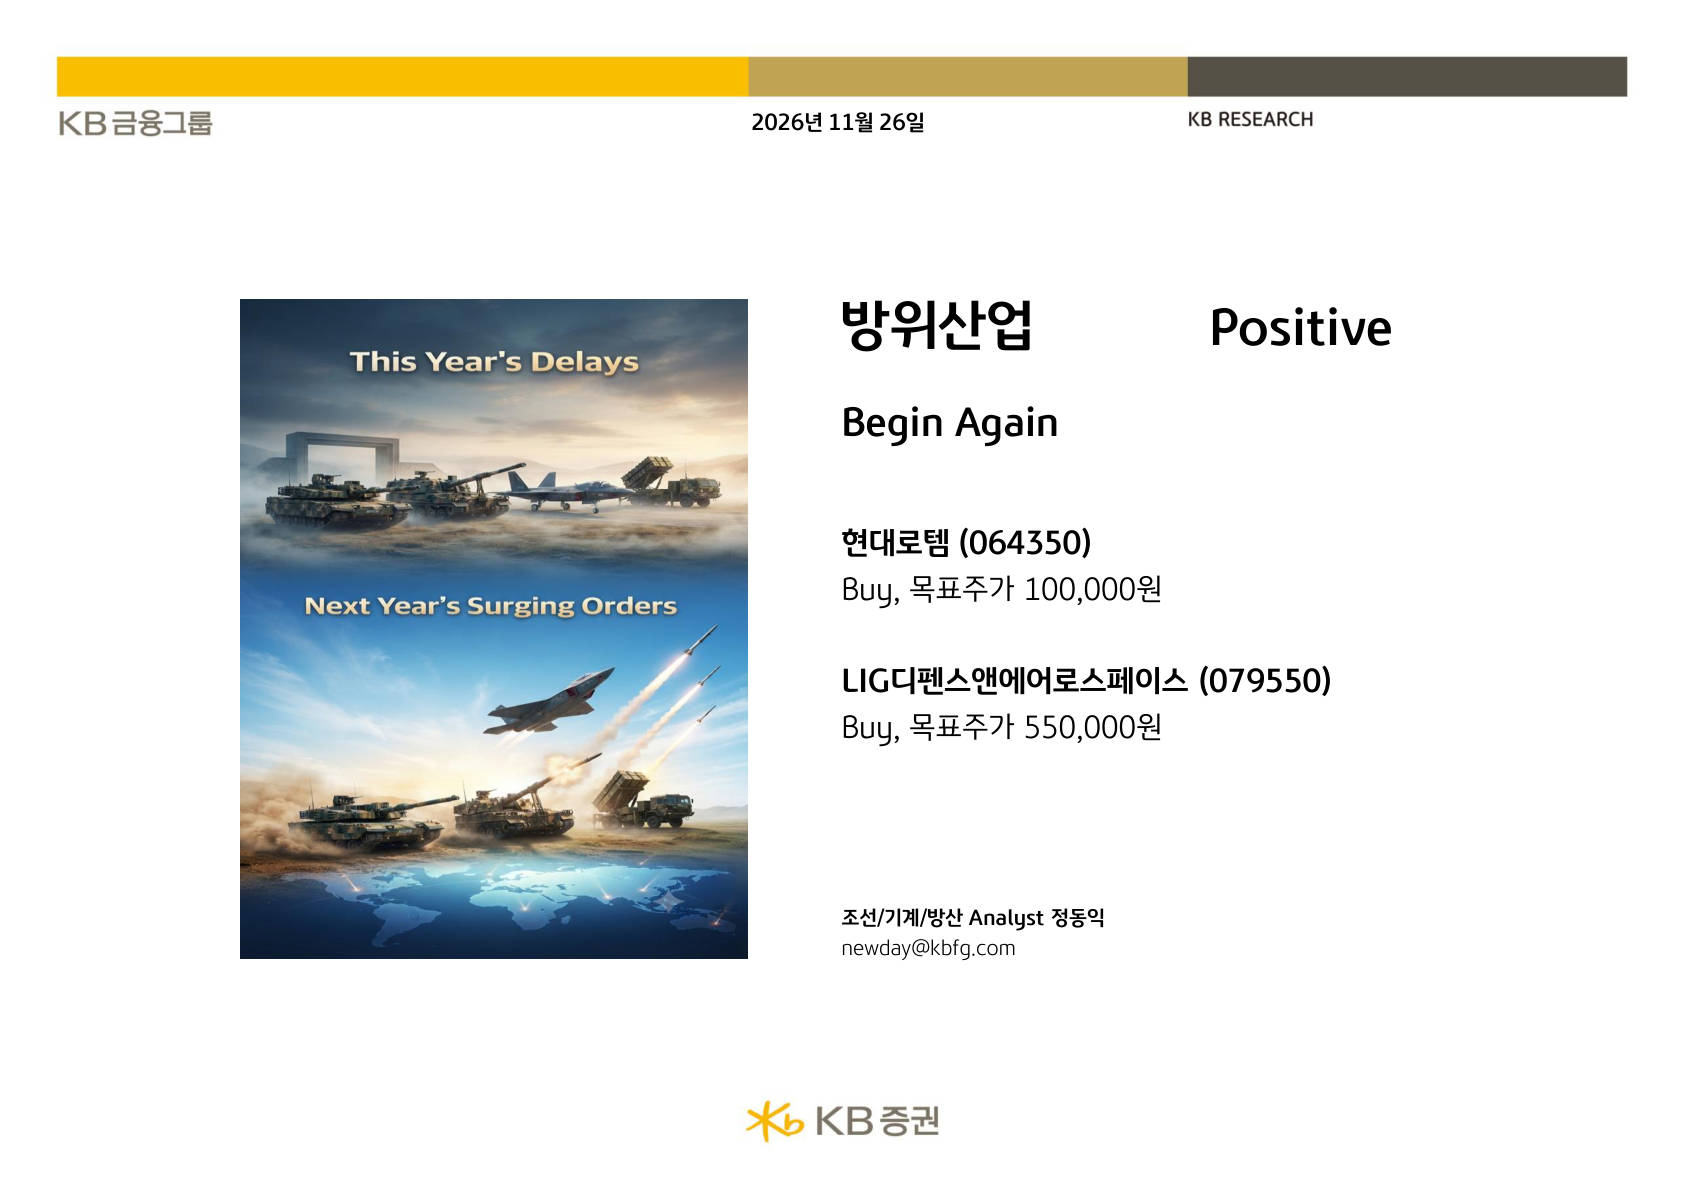 KB 금융그룹
2026년 11월 26일
KB RESEARCH
This Year's Delays
Next Year's Surging Orders
방위산업 Positive
Begin Again
현대로템 (064350)
Buy, 목표주가 100,000원
LIG디펜스앤에어로스페이스 (079550)
Buy, 목표주가 550,000원
조선/기계/방산 Analyst 정동익
newday@kbfg.com
KB 증권